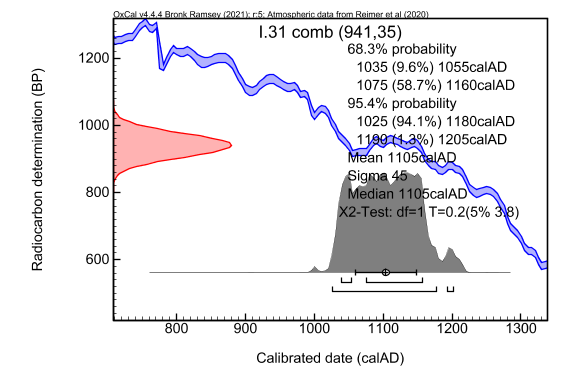 OxCal v4.4.4 Bronk Ramsey (2021); r:5; Atmospheric data from Reimer et al (2020)
I.31 comb (941,35)
68.3% probability
1035 (9.6%) 1055calAD
1075 (58.7%) 1160calAD
95.4% probability
1025 (94.1%) 1180calAD
1190 (1.3%) 1205calAD
Mean 1105calAD
Sigma 45
Median 1105calAD
X2-Test: df=1 T=0.2(5% 3.8)
Radiocarbon determination (BP)
1200
1000
800
600
800 900 1000 1100 1200 1300
Calibrated date (calAD)